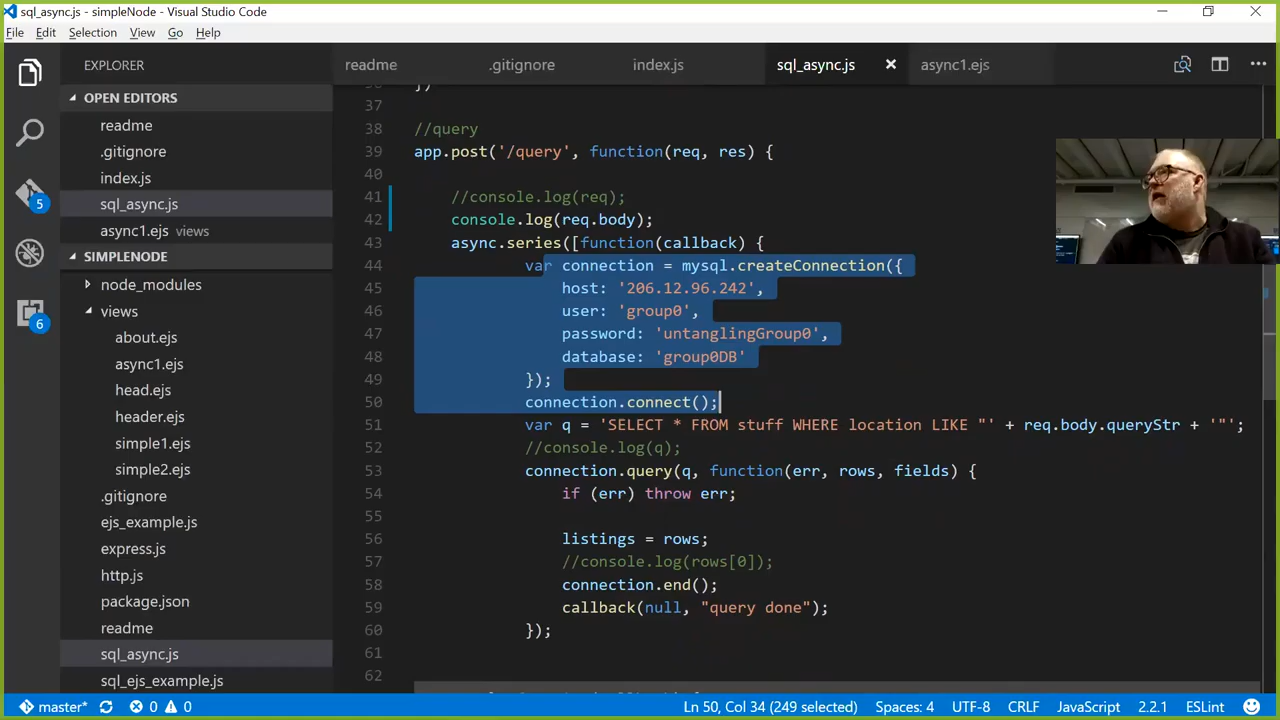 sql_async.js - simpleNode - Visual Studio Code
File Edit Selection View Go Help
EXPLORER
readme .gitignore index.js sql_async.js async1.ejs
OPEN EDITORS
readme
.gitignore
index.js
sql_async.js
async1.ejs views
SIMPLENODE
node_modules
views
about.ejs
async1.ejs
head.ejs
header.ejs
simple1.ejs
simple2.ejs
.gitignore
ejs_example.js
express.js
http.js
package.json
readme
sql_async.js
sql_ejs_example.js
5
6
36 })
37
38 //query
39 app.post('/query', function(req, res) {
40
41 //console.log(req);
42 console.log(req.body);
43 async.series([function(callback) {
44 var connection = mysql.createConnection({
45 host: '206.12.96.242',
46 user: 'group0',
47 password: 'untanglingGroup0',
48 database: 'group0DB'
49 });
50 connection.connect();
51 var q = 'SELECT * FROM stuff WHERE location LIKE "' + req.body.queryStr + '"';
52 //console.log(q);
53 connection.query(q, function(err, rows, fields) {
54 if (err) throw err;
55
56 listings = rows;
57 //console.log(rows[0]);
58 connection.end();
59 callback(null, "query done");
60 });
61
62
master* 0 0 Ln 50, Col 34 (249 selected) Spaces: 4 UTF-8 CRLF JavaScript 2.2.1 ESLint